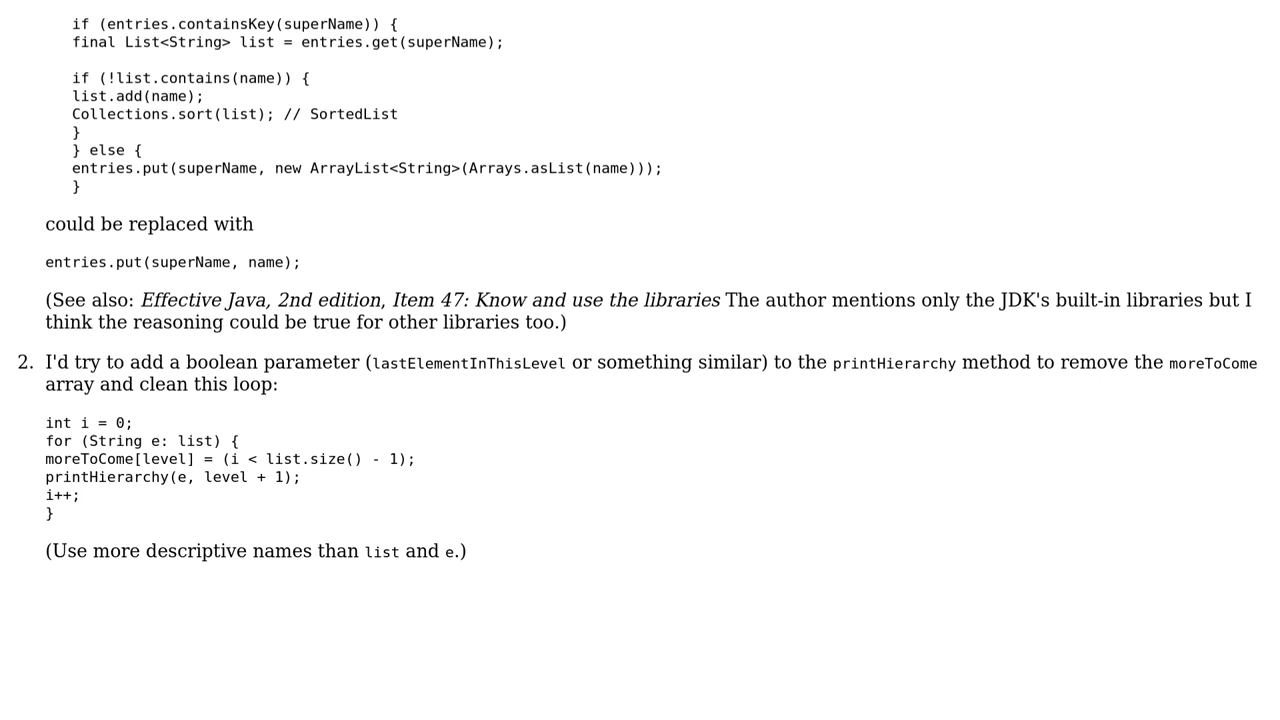 if (entries.containsKey(superName)) {
final List<String> list = entries.get(superName);
if (!list.contains(name)) {
list.add(name);
Collections.sort(list); // SortedList
}
} else {
entries.put(superName, new ArrayList<String>(Arrays.asList(name)));
}
could be replaced with
entries.put(superName, name);
(See also: Effective Java, 2nd edition, Item 47: Know and use the libraries The author mentions only the JDK's built-in libraries but I
think the reasoning could be true for other libraries too.)
2. I'd try to add a boolean parameter (lastElementInThisLevel or something similar) to the printHierarchy method to remove the moreToCome
array and clean this loop:
int i = 0;
for (String e: list) {
moreToCome[level] = (i < list.size() - 1);
printHierarchy(e, level + 1);
i++;
}
(Use more descriptive names than list and e.)